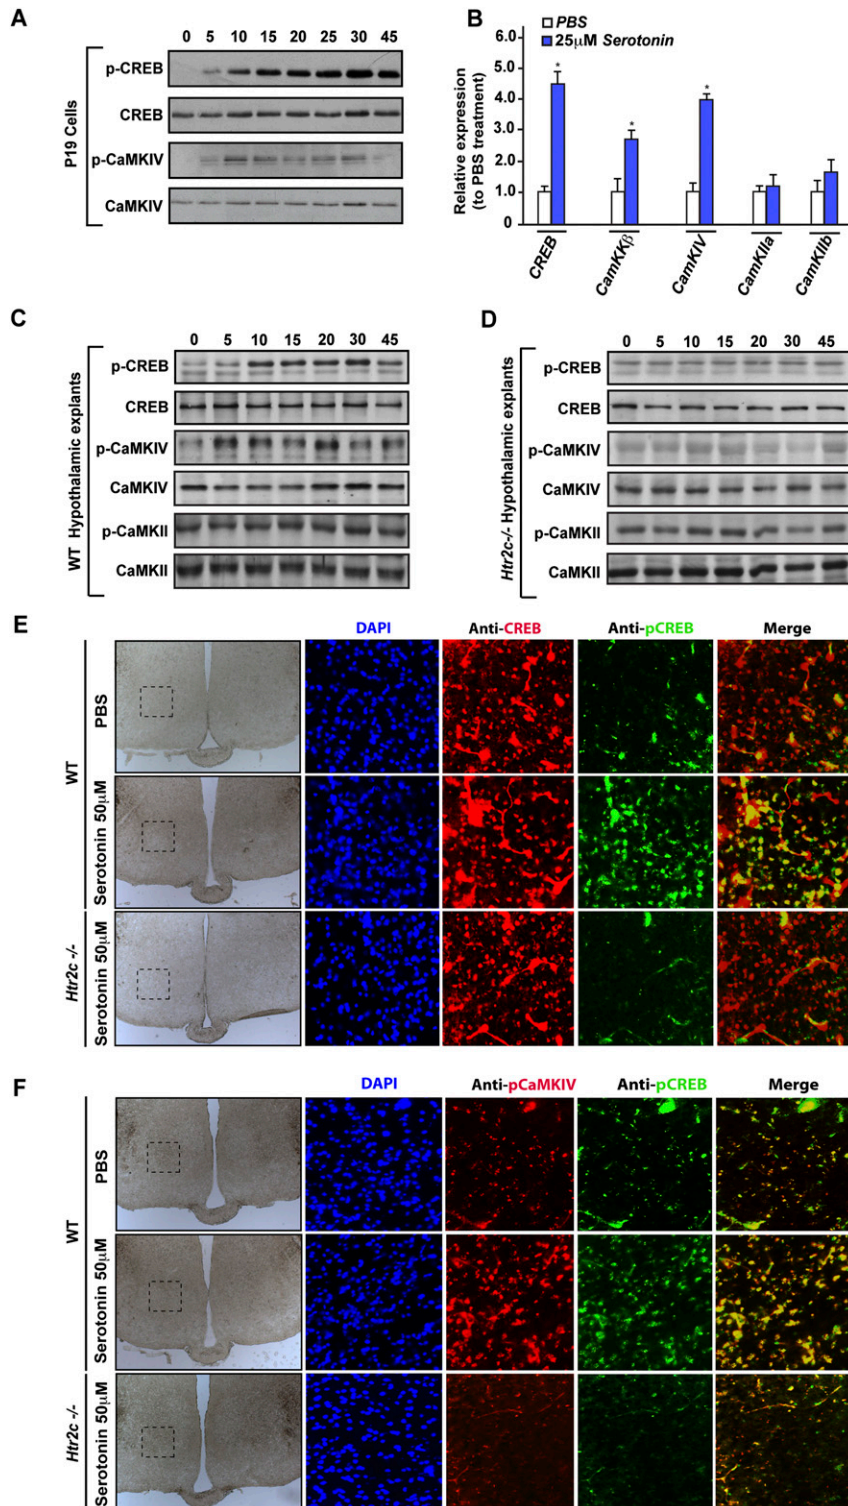 A
0 5 10 15 20 25 30 45
P19 Cells
p-CREB
CREB
p-CaMKIV
CaMKIV
B
PBS
25µM Serotonin
Relative expression
(to PBS treatment)
6.0
4.0
2.0
1.0
.0
* * *
CREB CamKKβ CamKIV CamKIIa CamKIIb
C
0 5 10 15 20 30 45
WT Hypothalamic explants
p-CREB
CREB
p-CaMKIV
CaMKIV
p-CaMKII
CaMKII
D
0 5 10 15 20 30 45
Htr2c-/- Hypothalamic explants
p-CREB
CREB
p-CaMKIV
CaMKIV
p-CaMKII
CaMKII
E
DAPI Anti-CREB Anti-pCREB Merge
WT
PBS
Serotonin 50µM
Htr2c -/-
Serotonin 50µM
F
DAPI Anti-pCaMKIV Anti-pCREB Merge
WT
PBS
Serotonin 50µM
Htr2c -/-
Serotonin 50µM